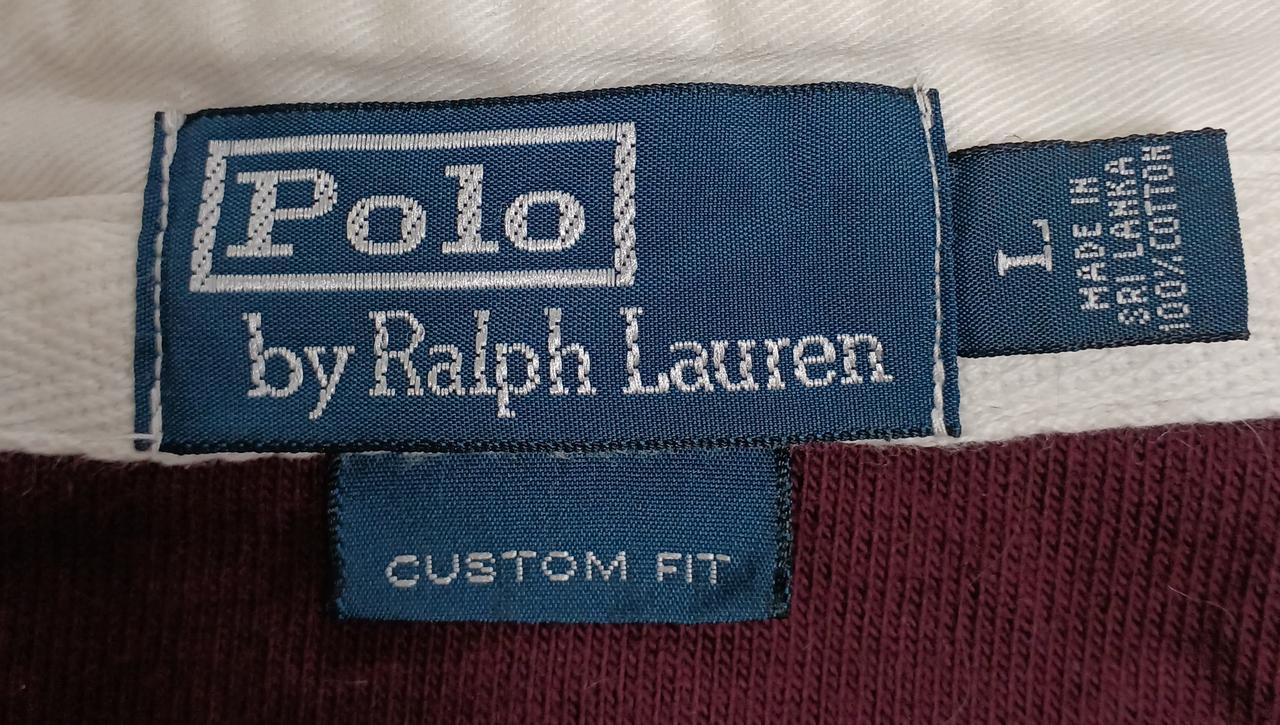 Polo
by Ralph Lauren
L
MADE IN
SRI LANKA
100% COTTON
CUSTOM FIT